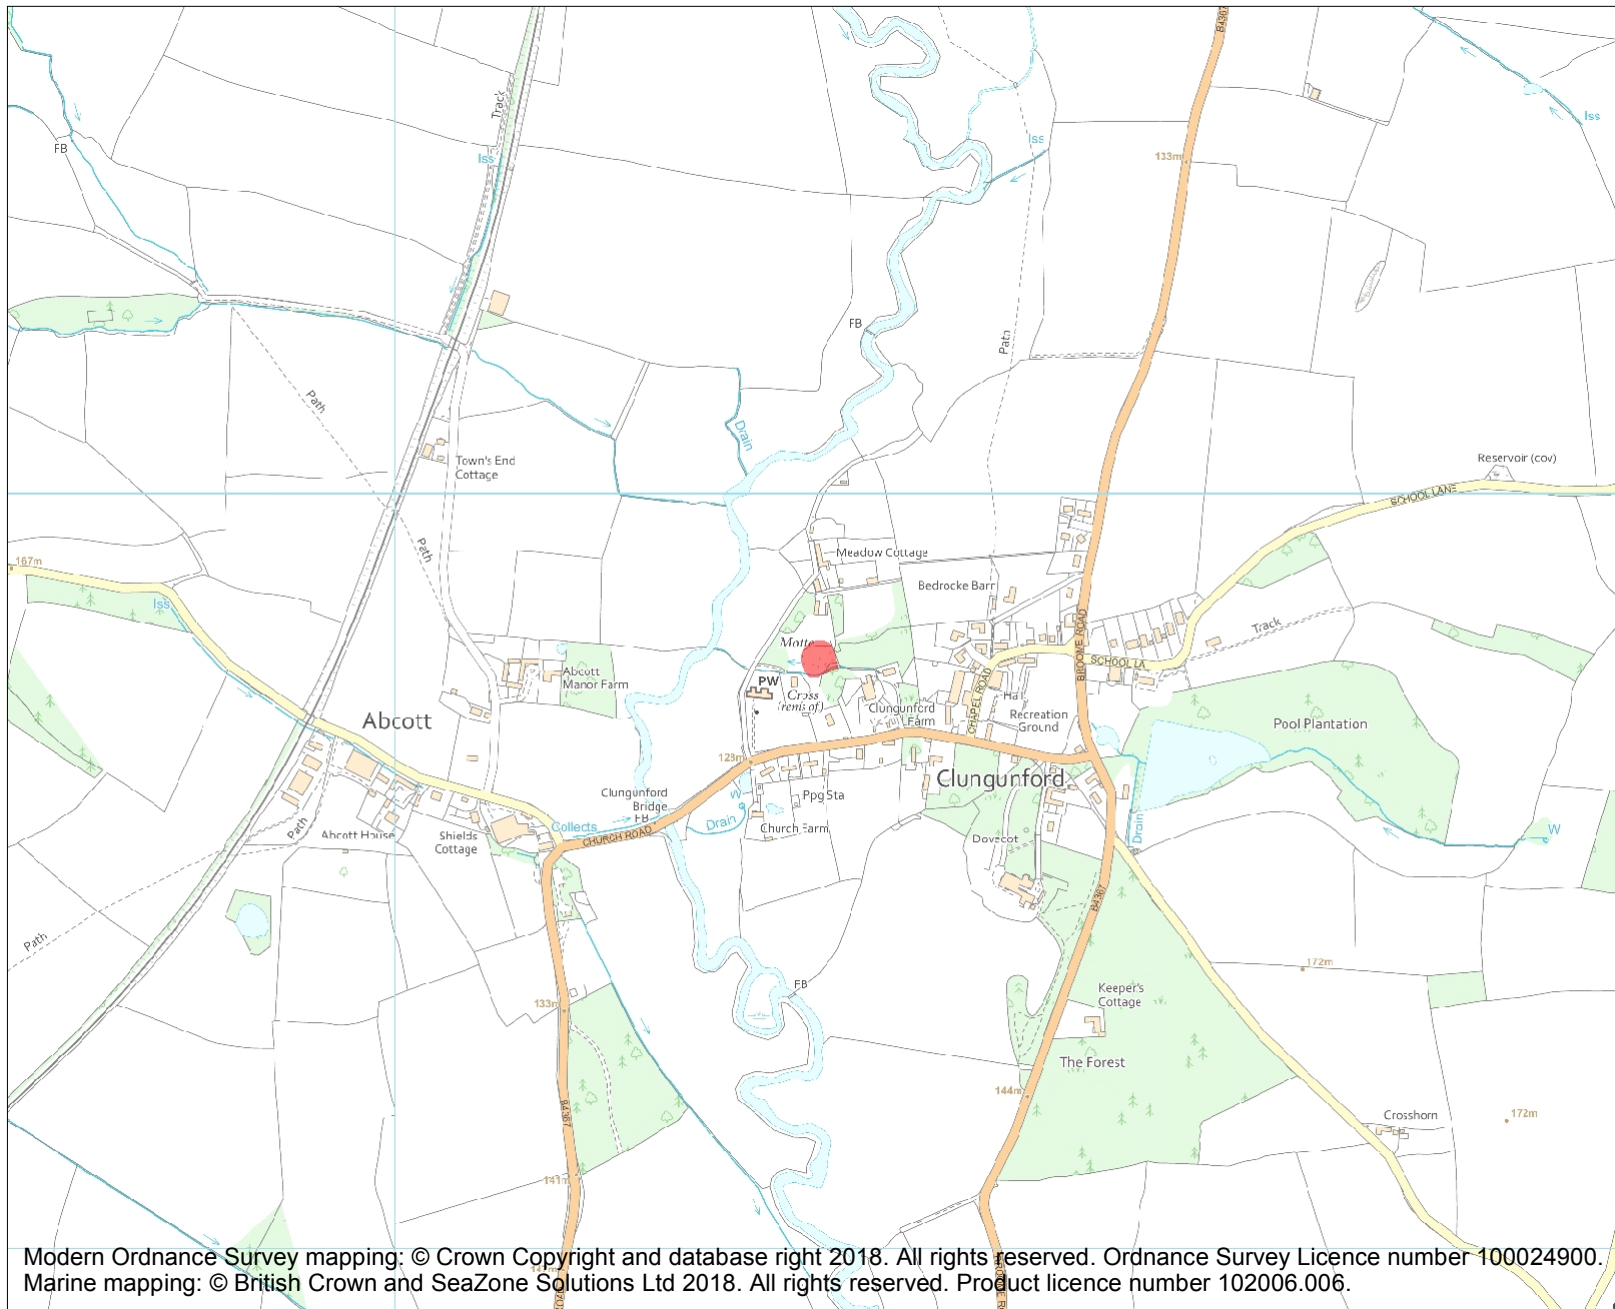 B4367
Track
Iss
FB
Iss
Iss
133m
FB
Path
Path
Drain
Town's End
Cottage
Reservoir (cov)
SCHOOL LANE
Path
Meadow Cottage
167m
Bedrocke Barr
Iss
BROOME ROAD
Track
Motte
SCHOOL LA
Abcott
Manor Farm
PW
Cross
(rems of)
CHAPEL ROAD
Hall
Clungunford
Farm
Recreation
Ground
Abcott
Pool Plantation
128m
Clungunford
Clungunford
Bridge
FB
W
Ppg Sta
Drain
Church Farm
Collects
CHURCH ROAD
Path
Abcott House
Shields
Cottage
Dovecot
Drain
W
B4367
Path
172m
FB
133m
Keeper's
Cottage
The Forest
144m
B4367
Crosshorn
172m
141m
Modern Ordnance Survey mapping: © Crown Copyright and database right 2018. All rights reserved. Ordnance Survey Licence number 100024900.
Marine mapping: © British Crown and SeaZone Solutions Ltd 2018. All rights reserved. Product licence number 102006.006.